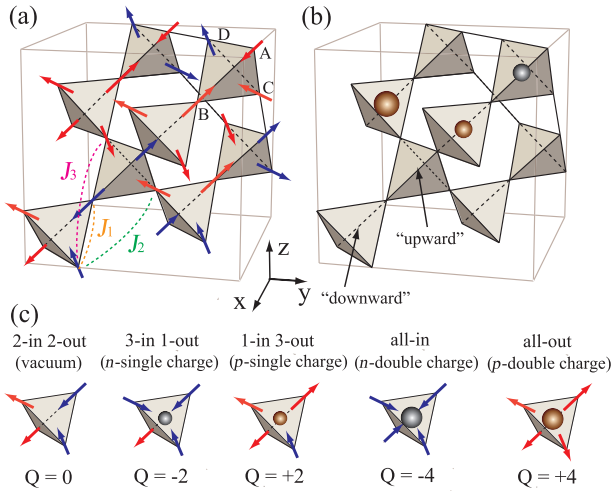 (a)
D
A
C
B
J3
J1
J2
z
x
y
(b)
"upward"
"downward"
(c)
2-in 2-out
(vacuum)
3-in 1-out
(n-single charge)
1-in 3-out
(p-single charge)
all-in
(n-double charge)
all-out
(p-double charge)
Q = 0
Q = -2
Q = +2
Q = -4
Q = +4